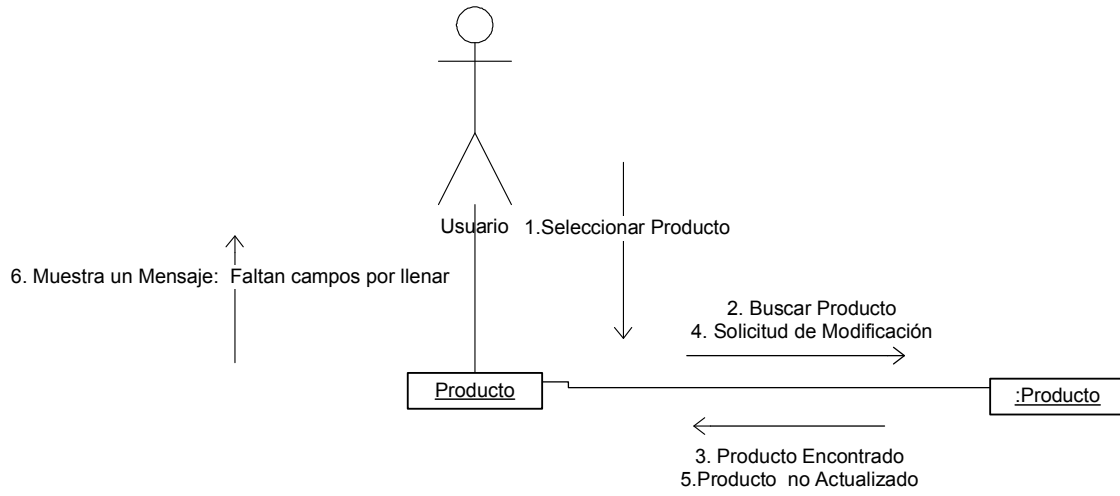 Usuario
1.Seleccionar Producto
6. Muestra un Mensaje: Faltan campos por llenar
2. Buscar Producto
4. Solicitud de Modificación
Producto
:Producto
3. Producto Encontrado
5.Producto no Actualizado